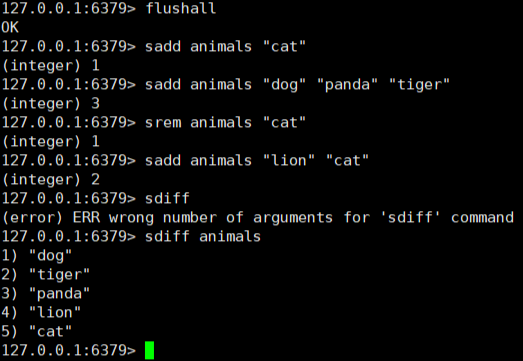 127.0.0.1:6379> flushall
OK
127.0.0.1:6379> sadd animals "cat"
(integer) 1
127.0.0.1:6379> sadd animals "dog" "panda" "tiger"
(integer) 3
127.0.0.1:6379> srem animals "cat"
(integer) 1
127.0.0.1:6379> sadd animals "lion" "cat"
(integer) 2
127.0.0.1:6379> sdiff
(error) ERR wrong number of arguments for 'sdiff' command
127.0.0.1:6379> sdiff animals
1) "dog"
2) "tiger"
3) "panda"
4) "lion"
5) "cat"
127.0.0.1:6379>